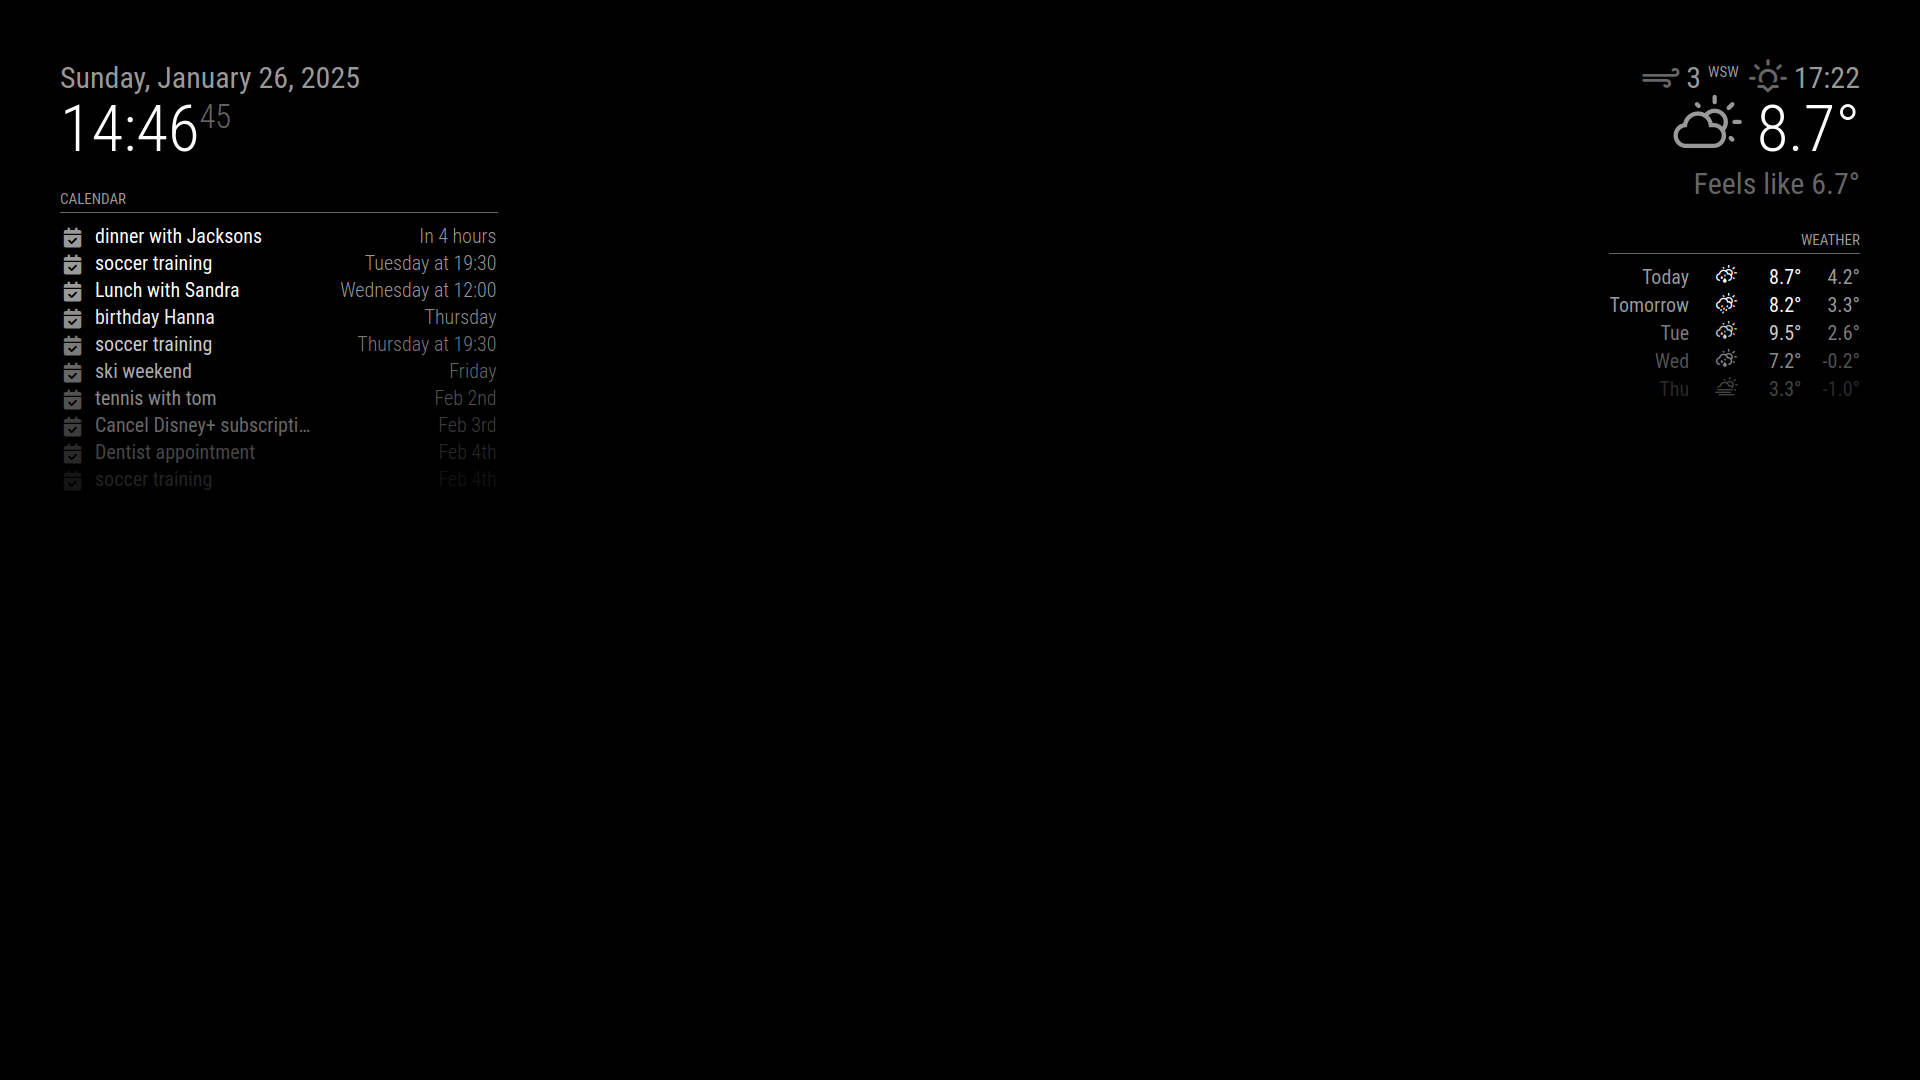 Sunday, January 26, 2025
14:46 45
CALENDAR
dinner with Jacksons In 4 hours
soccer training Tuesday at 19:30
Lunch with Sandra Wednesday at 12:00
birthday Hanna Thursday
soccer training Thursday at 19:30
ski weekend Friday
tennis with tom Feb 2nd
Cancel Disney+ subscripti… Feb 3rd
Dentist appointment Feb 4th
soccer training Feb 4th
3 WSW 17:22
8.7°
Feels like 6.7°
WEATHER
Today 8.7° 4.2°
Tomorrow 8.2° 3.3°
Tue 9.5° 2.6°
Wed 7.2° -0.2°
Thu 3.3° -1.0°